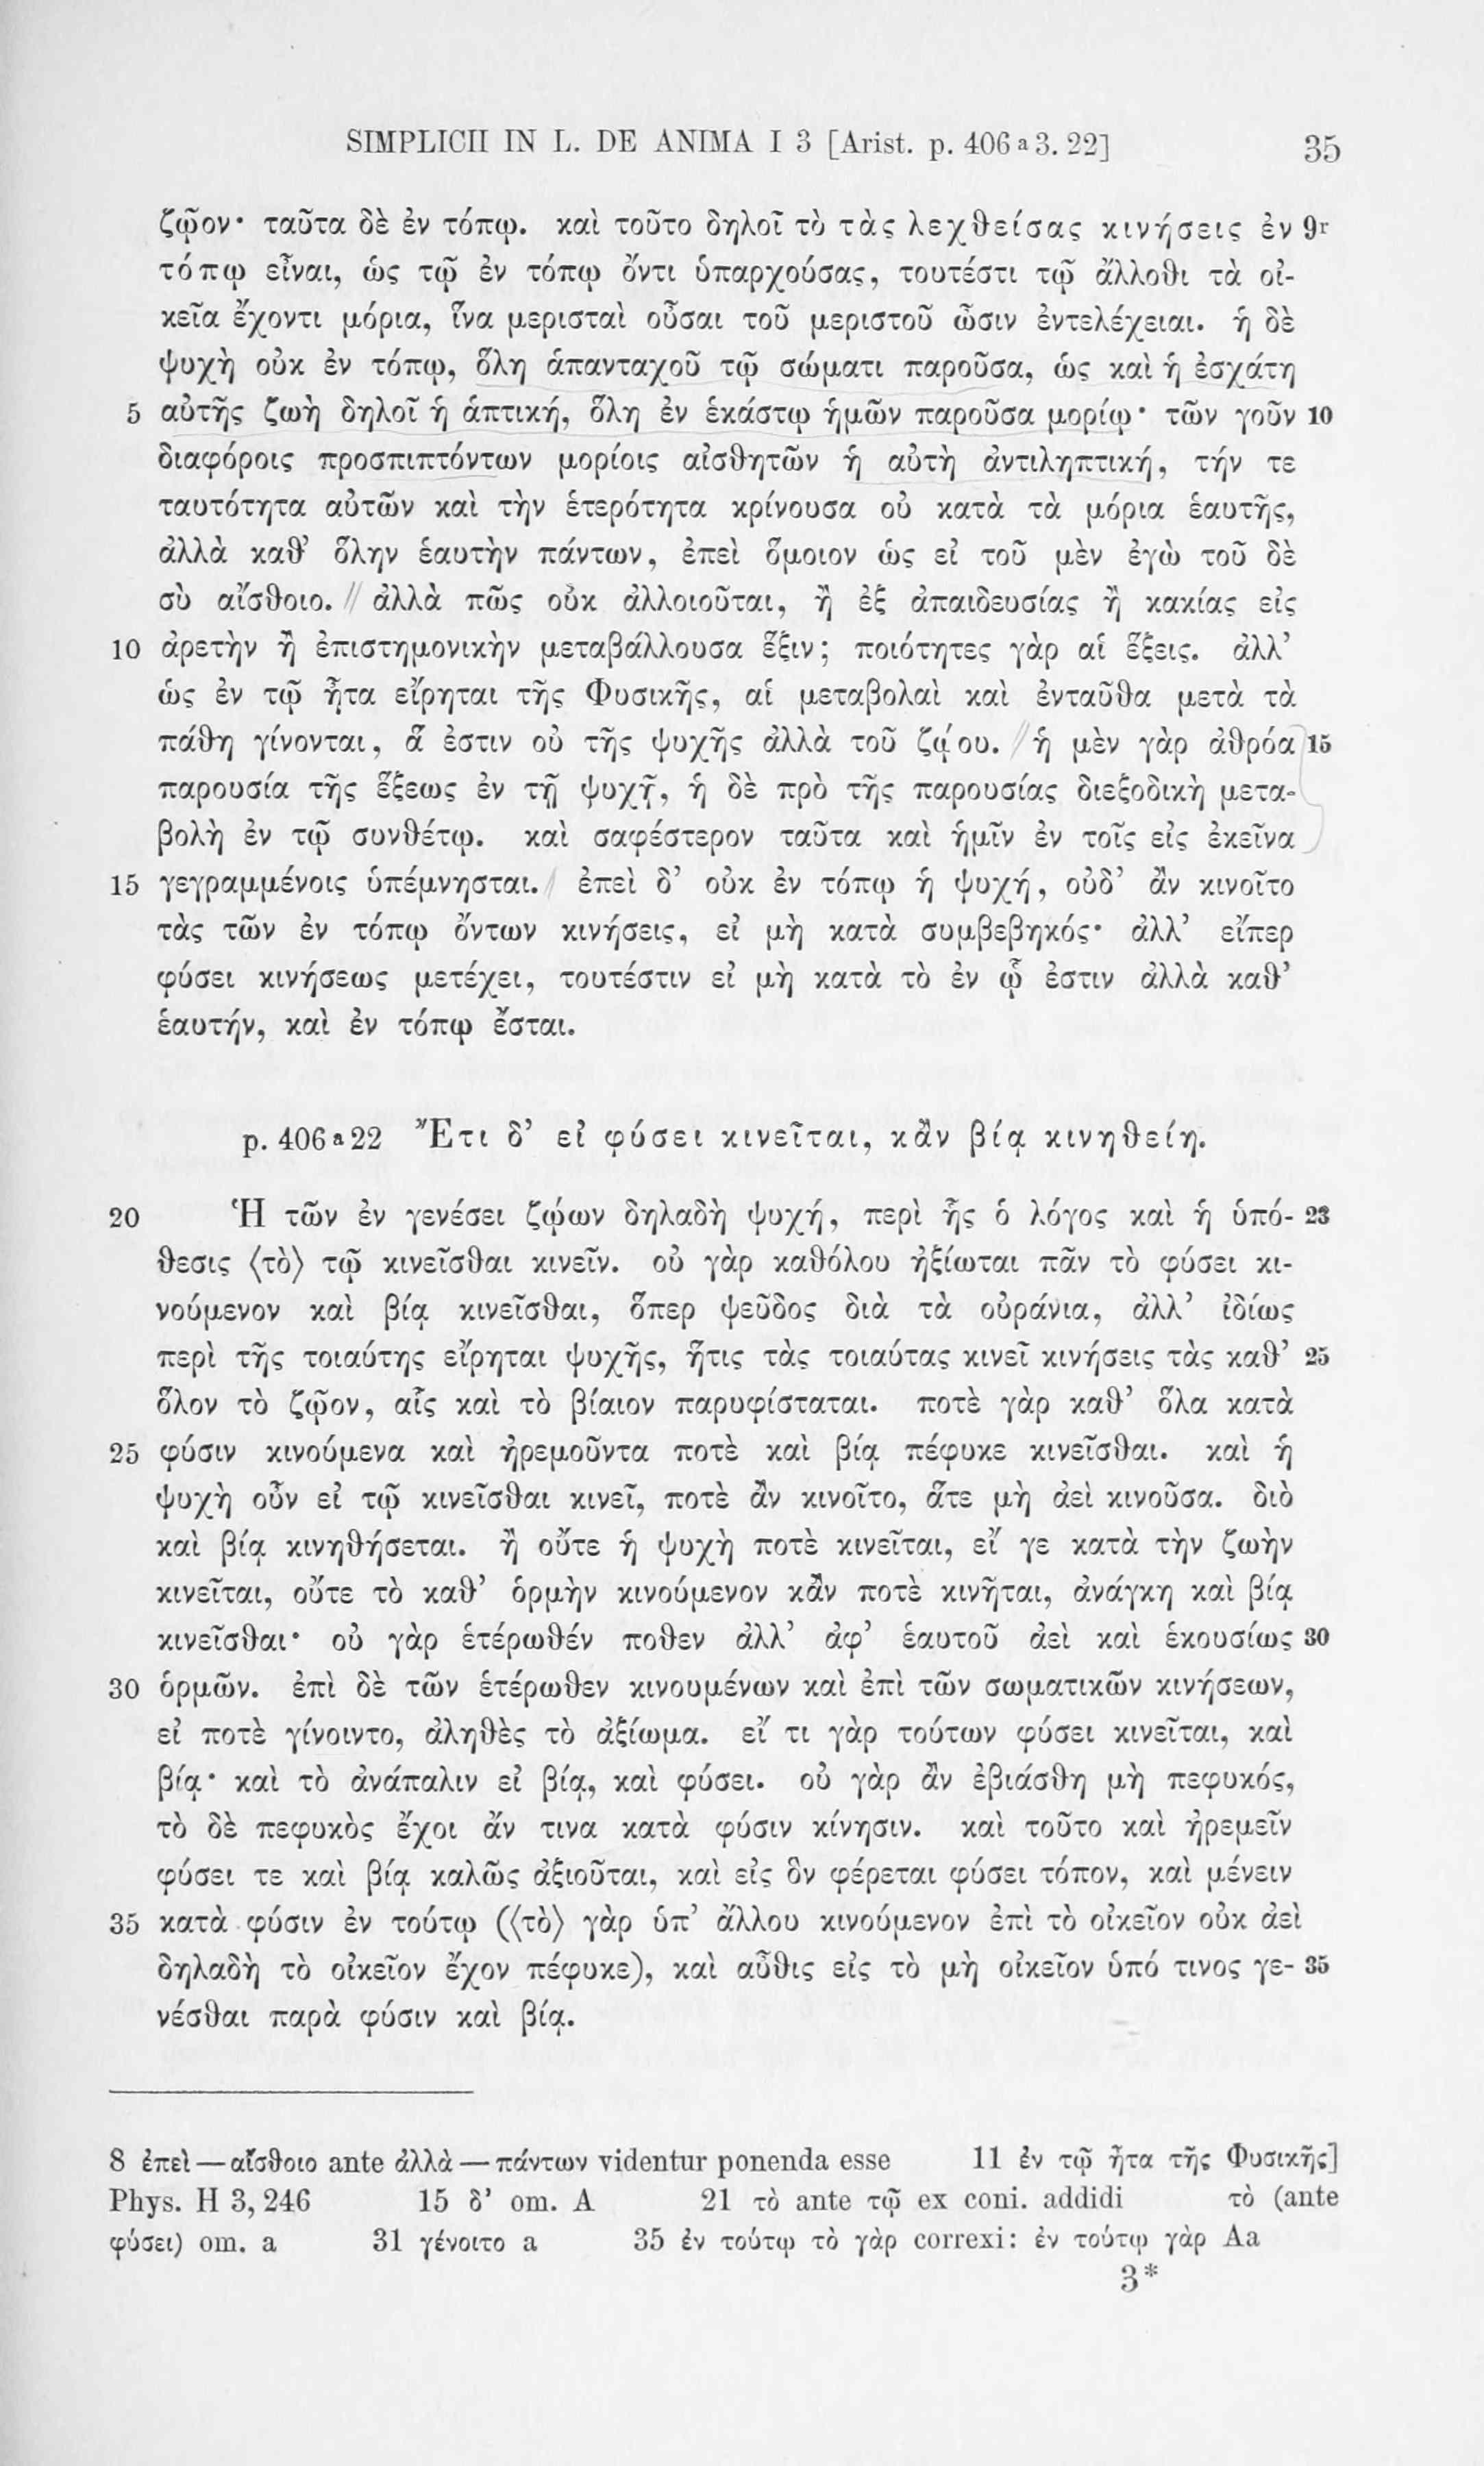 SIMPLICII IN L. DE ANIMA I 3 [Arist. p. 406 a 3. 22] 35
ζῷον· ταῦτα δὲ ἐν τόπῳ. καὶ τοῦτο δηλοῖ τὸ τὰς λεχθείσας κινήσεις ἐν 9r
τόπῳ εἶναι, ὡς τῷ ἐν τόπῳ ὄντι ὑπαρχούσας, τουτέστι τῷ ἄλλοθι τὰ οἰ-
κεῖα ἔχοντι μόρια, ἵνα μερισταὶ οὖσαι τοῦ μεριστοῦ ὦσιν ἐντελέχειαι. ἡ δὲ
ψυχὴ οὐκ ἐν τόπῳ, ὅλη ἁπανταχοῦ τῷ σώματι παροῦσα, ὡς καὶ ἡ ἐσχάτη
5 αὐτῆς ζωὴ δηλοῖ ἡ ἁπτική, ὅλη ἐν ἑκάστῳ ἡμῶν παροῦσα μορίῳ· τῶν γοῦν 10
διαφόροις προσπιπτόντων μορίοις αἰσθητῶν ἡ αὐτὴ ἀντιληπτική, τήν τε
ταυτότητα αὐτῶν καὶ τὴν ἑτερότητα κρίνουσα οὐ κατὰ τὰ μόρια ἑαυτῆς,
ἀλλὰ καθ’ ὅλην ἑαυτὴν πάντων, ἐπεὶ ὅμοιον ὡς εἰ τοῦ μὲν ἐγὼ τοῦ δὲ
σὺ αἴσθοιο. // ἀλλὰ πῶς οὐκ ἀλλοιοῦται, ἢ ἐξ ἀπαιδευσίας ἢ κακίας εἰς
10 ἀρετὴν ἢ ἐπιστημονικὴν μεταβάλλουσα ἕξιν; ποιότητες γὰρ αἱ ἕξεις. ἀλλ’
ὡς ἐν τῷ ἦτα εἴρηται τῆς Φυσικῆς, αἱ μεταβολαὶ καὶ ἐνταῦθα μετὰ τὰ
πάθη γίνονται, ἅ ἐστιν οὐ τῆς ψυχῆς ἀλλὰ τοῦ ζῴου. // ἡ μὲν γὰρ ἀθρόα 15
παρουσία τῆς ἕξεως ἐν τῇ ψυχῇ, ἡ δὲ πρὸ τῆς παρουσίας διεξοδικὴ μετα-
βολὴ ἐν τῷ συνθέτῳ. καὶ σαφέστερον ταῦτα καὶ ἡμῖν ἐν τοῖς εἰς ἐκεῖνα
15 γεγραμμένοις ὑπέμνησται. / ἐπεὶ δ’ οὐκ ἐν τόπῳ ἡ ψυχή, οὐδ’ ἂν κινοῖτο
τὰς τῶν ἐν τόπῳ ὄντων κινήσεις, εἰ μὴ κατὰ συμβεβηκός· ἀλλ’ εἴπερ
φύσει κινήσεως μετέχει, τουτέστιν εἰ μὴ κατὰ τὸ ἐν ᾧ ἐστιν ἀλλὰ καθ’
ἑαυτήν, καὶ ἐν τόπῳ ἔσται.
p. 406 a 22 Ἔτι δ’ εἰ φύσει κινεῖται, κἂν βίᾳ κινηθείη.
20 Ἡ τῶν ἐν γενέσει ζῴων δηλαδὴ ψυχή, περὶ ἧς ὁ λόγος καὶ ἡ ὑπό- 23
θεσις ⟨τὸ⟩ τῷ κινεῖσθαι κινεῖν. οὐ γὰρ καθόλου ἠξίωται πᾶν τὸ φύσει κι-
νούμενον καὶ βίᾳ κινεῖσθαι, ὅπερ ψεῦδος διὰ τὰ οὐράνια, ἀλλ’ ἰδίως
περὶ τῆς τοιαύτης εἴρηται ψυχῆς, ἥτις τὰς τοιαύτας κινεῖ κινήσεις τὰς καθ’ 25
ὅλον τὸ ζῷον, αἷς καὶ τὸ βίαιον παρυφίσταται. ποτὲ γὰρ καθ’ ὅλα κατὰ
25 φύσιν κινούμενα καὶ ἠρεμοῦντα ποτὲ καὶ βίᾳ πέφυκε κινεῖσθαι. καὶ ἡ
ψυχὴ οὖν εἰ τῷ κινεῖσθαι κινεῖ, ποτὲ ἂν κινοῖτο, ἅτε μὴ ἀεὶ κινοῦσα. διὸ
καὶ βίᾳ κινηθήσεται. ἢ οὔτε ἡ ψυχὴ ποτὲ κινεῖται, εἴ γε κατὰ τὴν ζωὴν
κινεῖται, οὔτε τὸ καθ’ ὁρμὴν κινούμενον κἂν ποτὲ κινῆται, ἀνάγκη καὶ βίᾳ
κινεῖσθαι· οὐ γὰρ ἑτέρωθέν ποθεν ἀλλ’ ἀφ’ ἑαυτοῦ ἀεὶ καὶ ἑκουσίως 30
30 ὁρμῶν. ἐπὶ δὲ τῶν ἑτέρωθεν κινουμένων καὶ ἐπὶ τῶν σωματικῶν κινήσεων,
εἰ ποτὲ γίνοιντο, ἀληθὲς τὸ ἀξίωμα. εἴ τι γὰρ τούτων φύσει κινεῖται, καὶ
βίᾳ· καὶ τὸ ἀνάπαλιν εἰ βίᾳ, καὶ φύσει. οὐ γὰρ ἂν ἐβιάσθη μὴ πεφυκός,
τὸ δὲ πεφυκὸς ἔχοι ἄν τινα κατὰ φύσιν κίνησιν. καὶ τοῦτο καὶ ἠρεμεῖν
φύσει τε καὶ βίᾳ καλῶς ἀξιοῦται, καὶ εἰς ὃν φέρεται φύσει τόπον, καὶ μένειν
35 κατὰ φύσιν ἐν τούτῳ (⟨τὸ⟩ γὰρ ὑπ’ ἄλλου κινούμενον ἐπὶ τὸ οἰκεῖον οὐκ ἀεὶ
δηλαδὴ τὸ οἰκεῖον ἔχον πέφυκε), καὶ αὖθις εἰς τὸ μὴ οἰκεῖον ὑπό τινος γε- 35
νέσθαι παρὰ φύσιν καὶ βίᾳ.
8 ἐπεὶ — αἴσθοιο ante ἀλλὰ — πάντων videntur ponenda esse 11 ἐν τῷ ἦτα τῆς Φυσικῆς]
Phys. H 3, 246 15 δ’ om. A 21 τὸ ante τῷ ex coni. addidi τὸ (ante
φύσει) om. a 31 γένοιτο a 35 ἐν τούτῳ τὸ γὰρ correxi: ἐν τούτῳ γὰρ Aa
3*